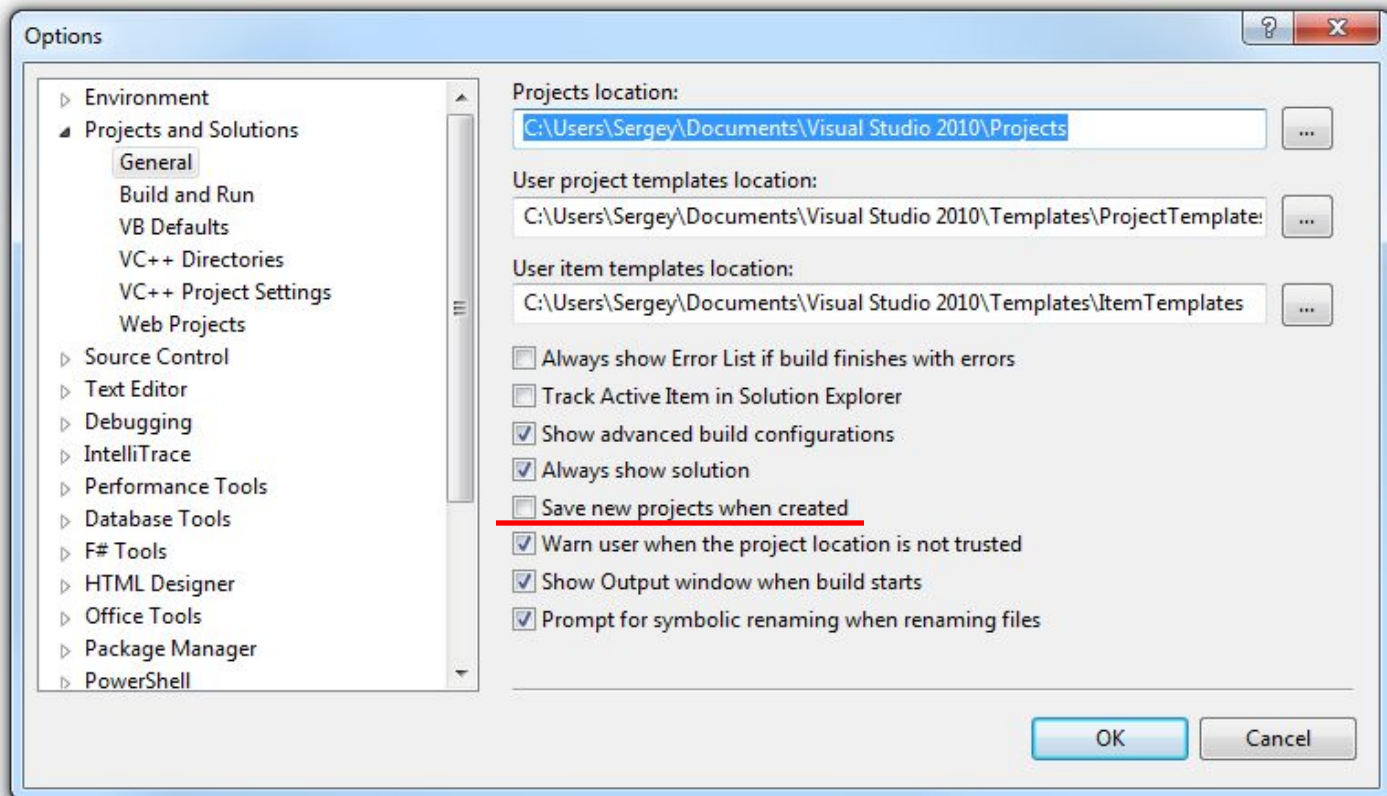 Options
Environment
Projects and Solutions
General
Build and Run
VB Defaults
VC++ Directories
VC++ Project Settings
Web Projects
Source Control
Text Editor
Debugging
IntelliTrace
Performance Tools
Database Tools
F# Tools
HTML Designer
Office Tools
Package Manager
PowerShell
Projects location:
C:\Users\Sergey\Documents\Visual Studio 2010\Projects
...
User project templates location:
C:\Users\Sergey\Documents\Visual Studio 2010\Templates\ProjectTemplates
...
User item templates location:
C:\Users\Sergey\Documents\Visual Studio 2010\Templates\ItemTemplates
...
Always show Error List if build finishes with errors
Track Active Item in Solution Explorer
Show advanced build configurations
Always show solution
Save new projects when created
Warn user when the project location is not trusted
Show Output window when build starts
Prompt for symbolic renaming when renaming files
OK
Cancel